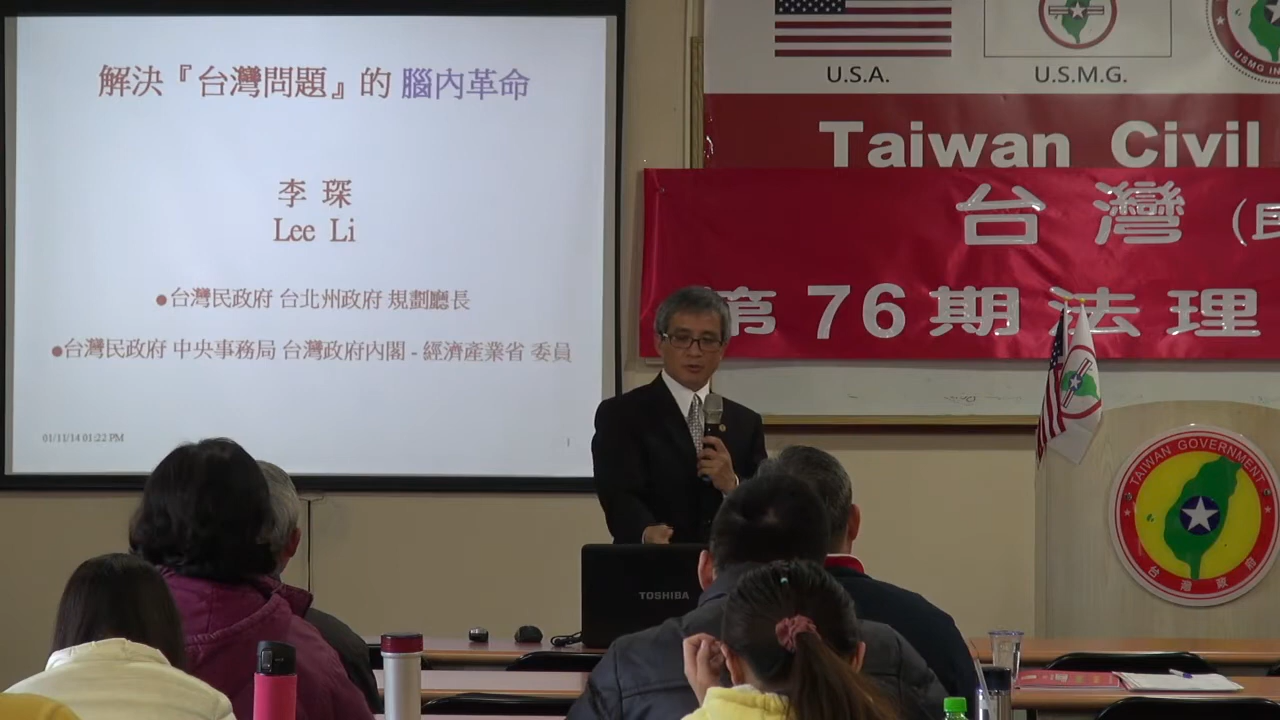 解決『台灣問題』的 腦內革命
李 琛
Lee Li
●台灣民政府 台北州政府 規劃廳長
●台灣民政府 中央事務局 台灣政府內閣 - 經濟產業省 委員
01/11/14 01:22 PM
1
U.S.A.
U.S.M.G.
Taiwan Civil
台灣
第76期法理
TAIWAN GOVERNMENT
台灣政府
TOSHIBA